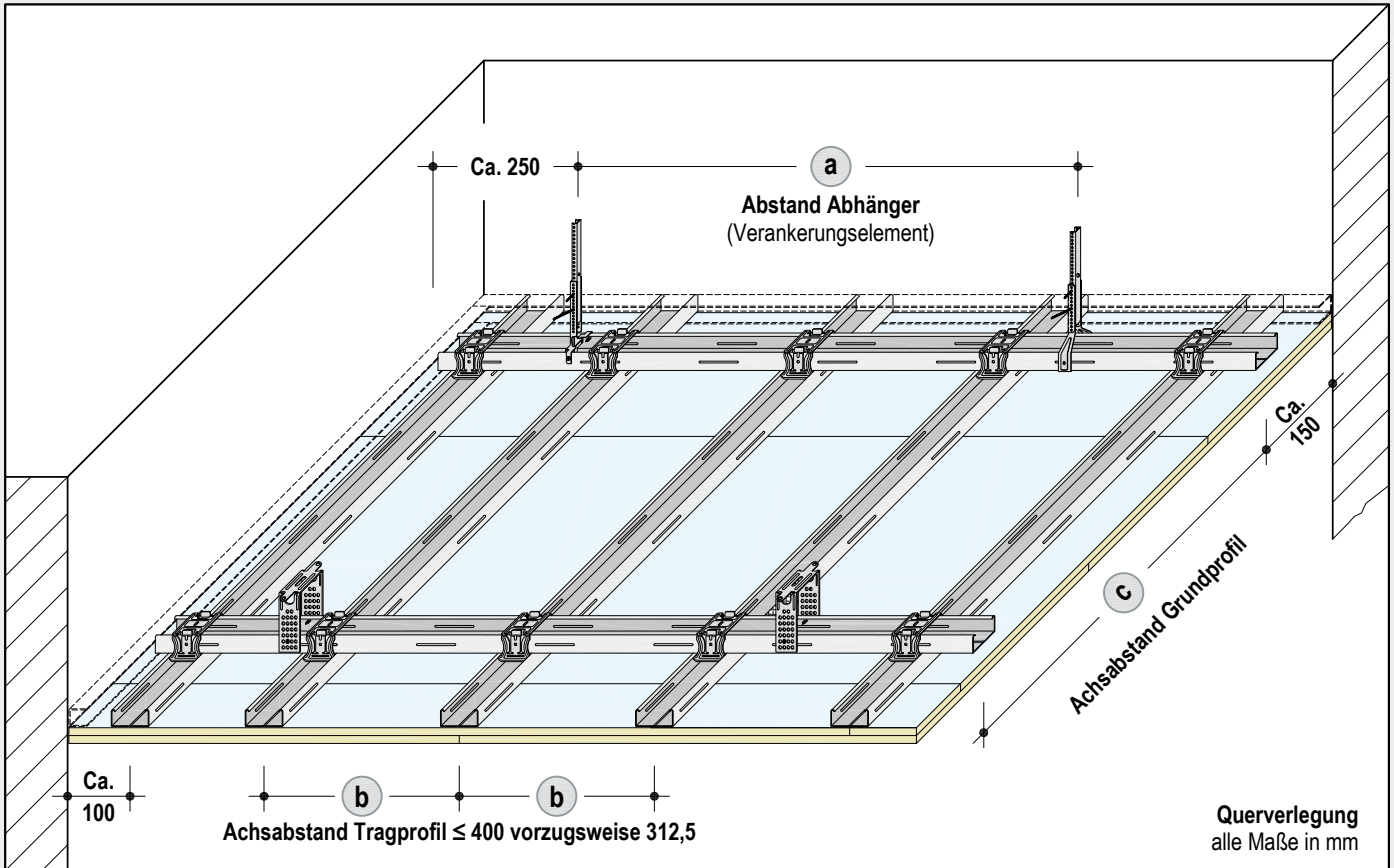 Ca. 250
a
Abstand Abhänger
(Verankerungselement)
Ca.
150
c
Achsabstand Grundprofil
Ca.
100
b
b
Achsabstand Tragprofil ≤ 400 vorzugsweise 312,5
Querverlegung
alle Maße in mm